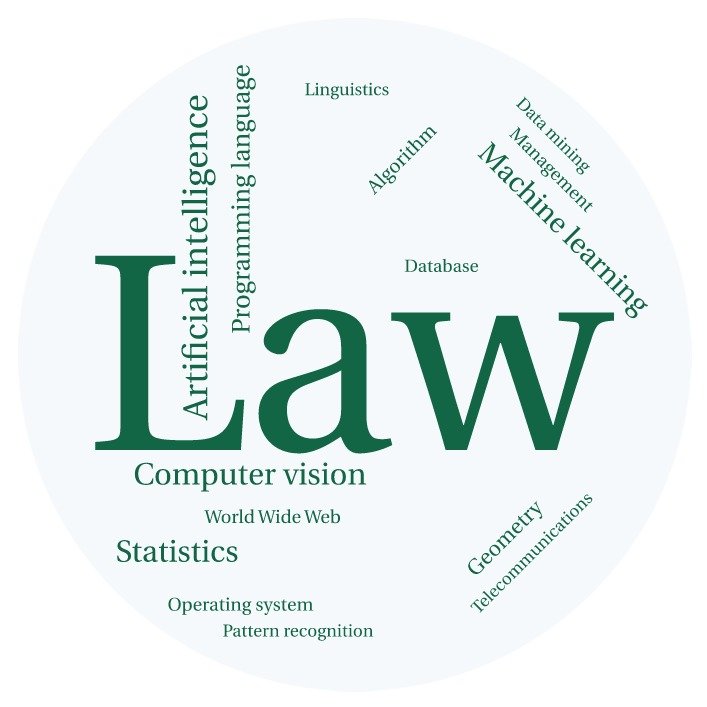 Linguistics
Artificial intelligence
Programming language
Algorithm
Data mining
Management
Machine learning
Database
Law
Computer vision
World Wide Web
Statistics
Geometry
Telecommunications
Operating system
Pattern recognition